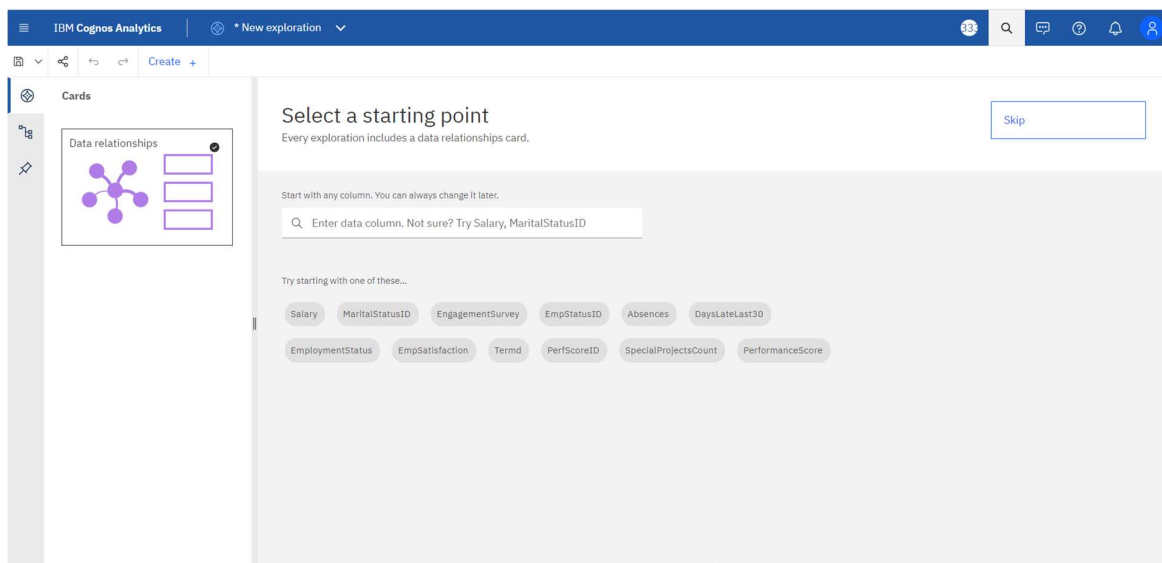 IBM Cognos Analytics
* New exploration
Create +
Cards
Data relationships
Select a starting point
Every exploration includes a data relationships card.
Skip
Start with any column. You can always change it later.
Enter data column. Not sure? Try Salary, MaritalStatusID
Try starting with one of these...
Salary MaritalStatusID EngagementSurvey EmpStatusID Absences DaysLateLast30
EmploymentStatus EmpSatisfaction Termd PerfScoreID SpecialProjectsCount PerformanceScore